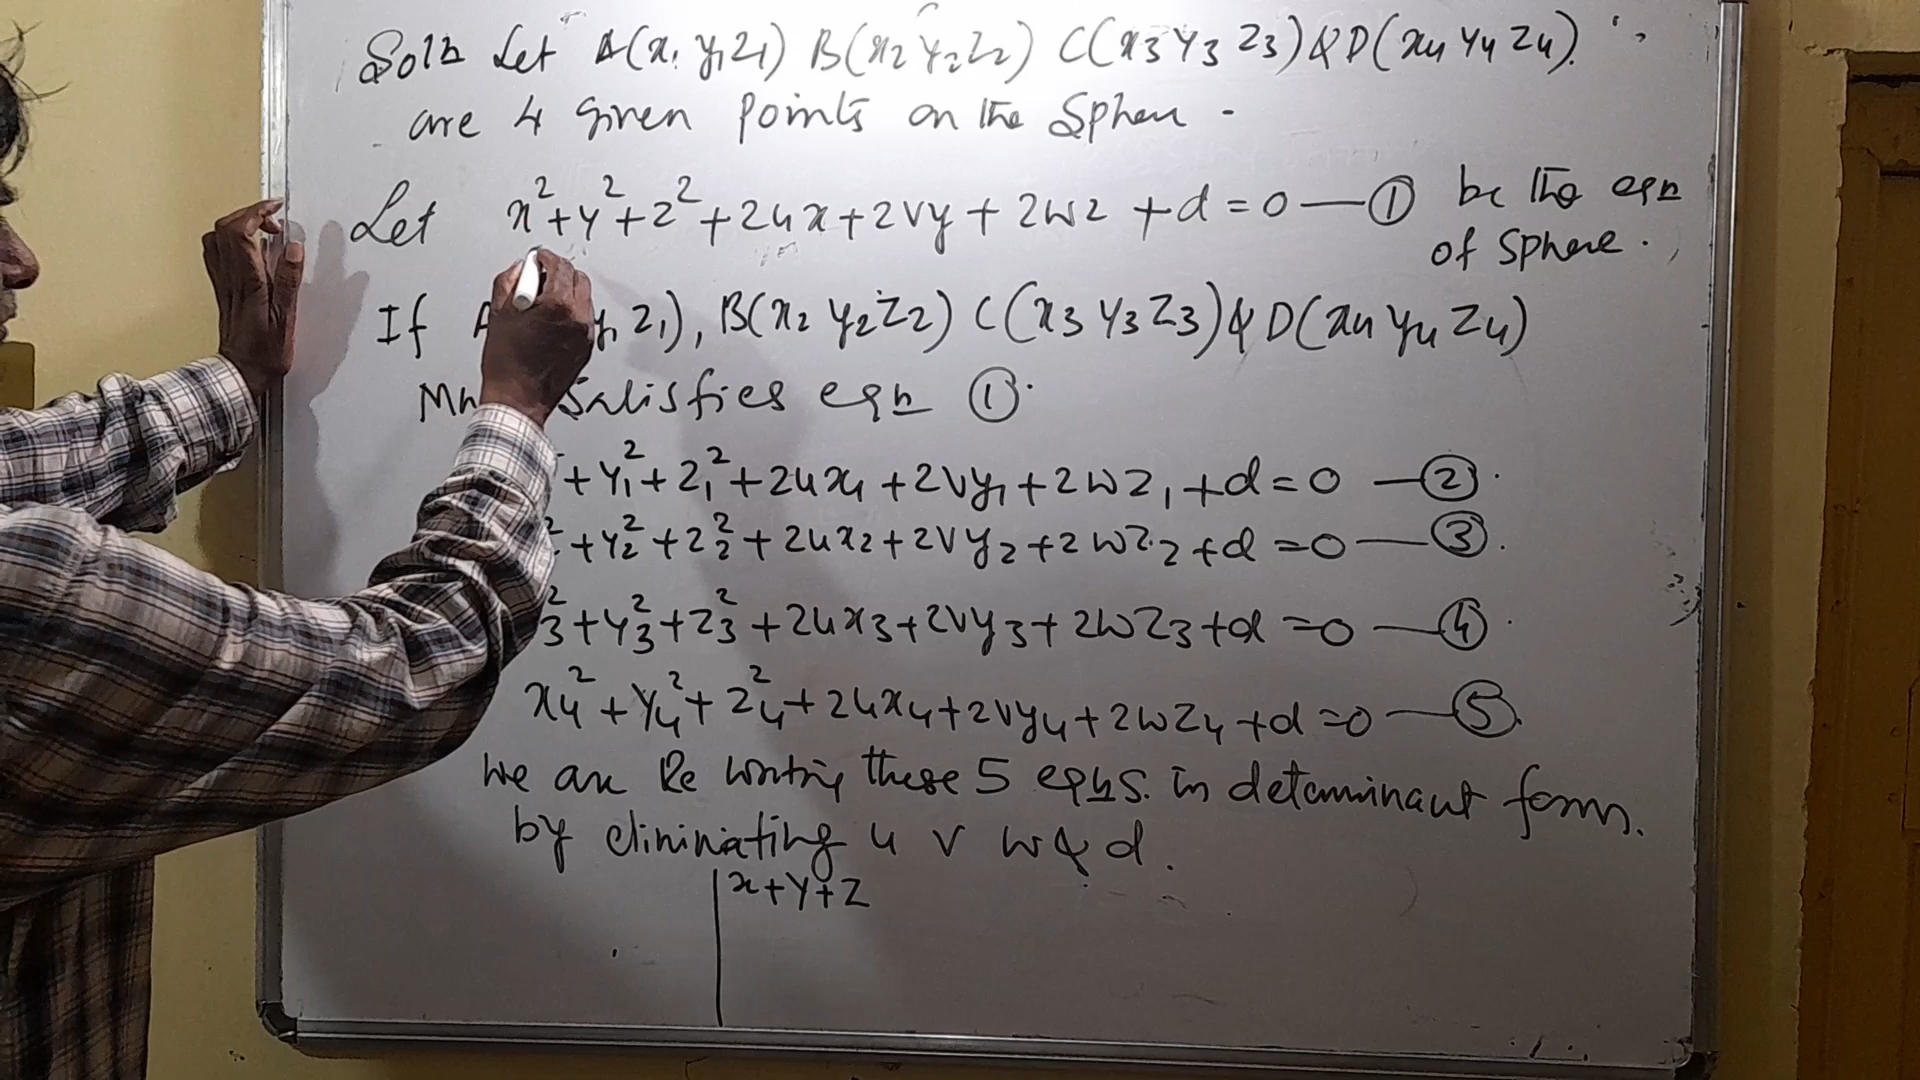 Soln Let A(x₁ y₁ z₁) B(x₂ y₂ z₂) C(x₃ y₃ z₃) & D(x₄ y₄ z₄).
are 4 given points on the Sphere -
Let x²+y²+z²+2ux+2vy+2wz+d=0—① be the eqn
of Sphere.
If y₁ z₁), B(x₂ y₂ z₂) C(x₃ y₃ z₃) & D(x₄ y₄ z₄)
Satisfies eqn ①.
+y₁²+z₁²+2ux₁+2vy₁+2wz₁+d=0 —②.
+y₂²+z₂²+2ux₂+2vy₂+2wz₂+d=0—③.
₃²+y₃²+z₃²+2ux₃+2vy₃+2wz₃+d=0—④.
x₄²+y₄²+z₄²+2ux₄+2vy₄+2wz₄+d=0—⑤.
We are Re writing these 5 eqns. in determinant form.
by eliminating u v w & d.
|x+y+z